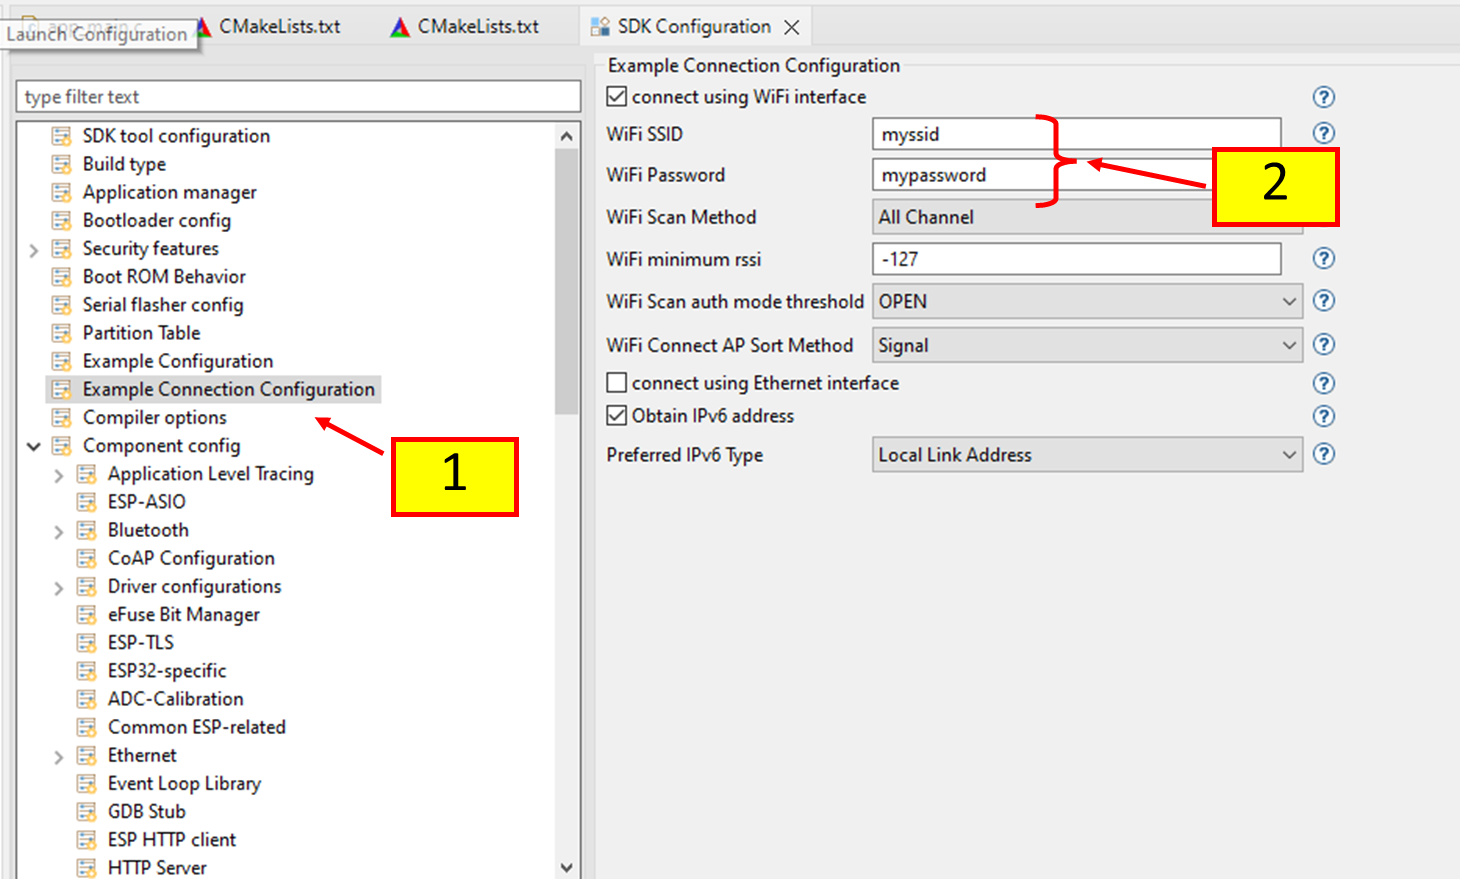 Launch Configuration
CMakeLists.txt
CMakeLists.txt
SDK Configuration
type filter text
SDK tool configuration
Build type
Application manager
Bootloader config
Security features
Boot ROM Behavior
Serial flasher config
Partition Table
Example Configuration
Example Connection Configuration
Compiler options
Component config
Application Level Tracing
ESP-ASIO
Bluetooth
CoAP Configuration
Driver configurations
eFuse Bit Manager
ESP-TLS
ESP32-specific
ADC-Calibration
Common ESP-related
Ethernet
Event Loop Library
GDB Stub
ESP HTTP client
HTTP Server
1
Example Connection Configuration
connect using WiFi interface
WiFi SSID myssid
WiFi Password mypassword
WiFi Scan Method All Channel
WiFi minimum rssi -127
WiFi Scan auth mode threshold OPEN
WiFi Connect AP Sort Method Signal
connect using Ethernet interface
Obtain IPv6 address
Preferred IPv6 Type Local Link Address
2